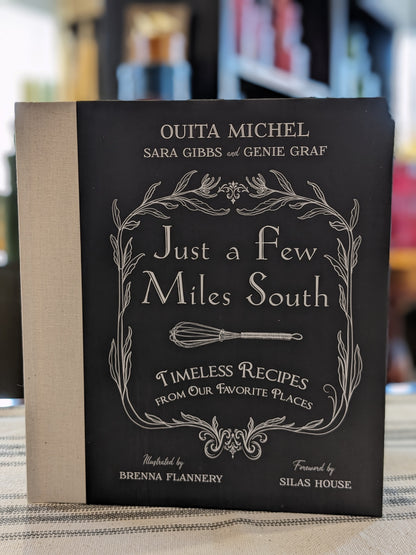 OUITA MICHEL
SARA GIBBS and GENIE GRAF
Just a Few
Miles South
TIMELESS RECIPES
FROM OUR FAVORITE PLACES
Illustrated by
BRENNA FLANNERY
Foreword by
SILAS HOUSE